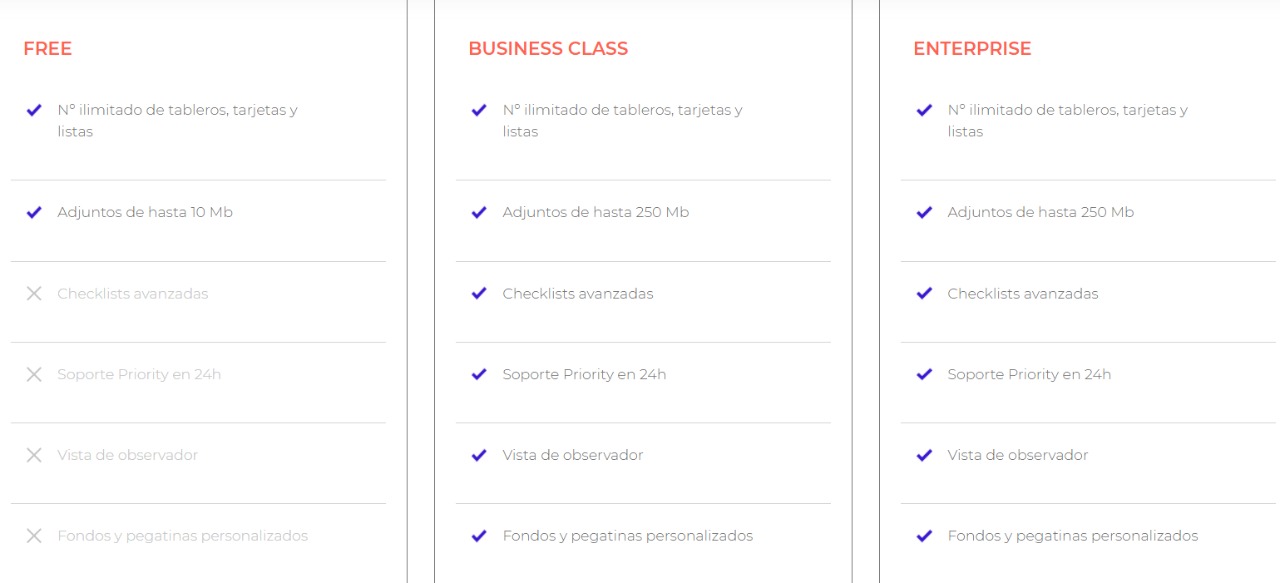 FREE
Nº ilimitado de tableros, tarjetas y
listas
Adjuntos de hasta 10 Mb
Checklists avanzadas
Soporte Priority en 24h
Vista de observador
Fondos y pegatinas personalizados
BUSINESS CLASS
Nº ilimitado de tableros, tarjetas y
listas
Adjuntos de hasta 250 Mb
Checklists avanzadas
Soporte Priority en 24h
Vista de observador
Fondos y pegatinas personalizados
ENTERPRISE
Nº ilimitado de tableros, tarjetas y
listas
Adjuntos de hasta 250 Mb
Checklists avanzadas
Soporte Priority en 24h
Vista de observador
Fondos y pegatinas personalizados